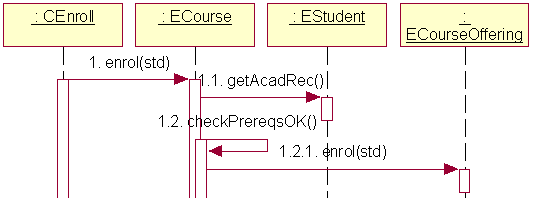 : CEnroll
: ECourse
: EStudent
:
ECourseOffering
1. enrol(std)
1.1. getAcadRec()
1.2. checkPrereqsOK()
1.2.1. enrol(std)